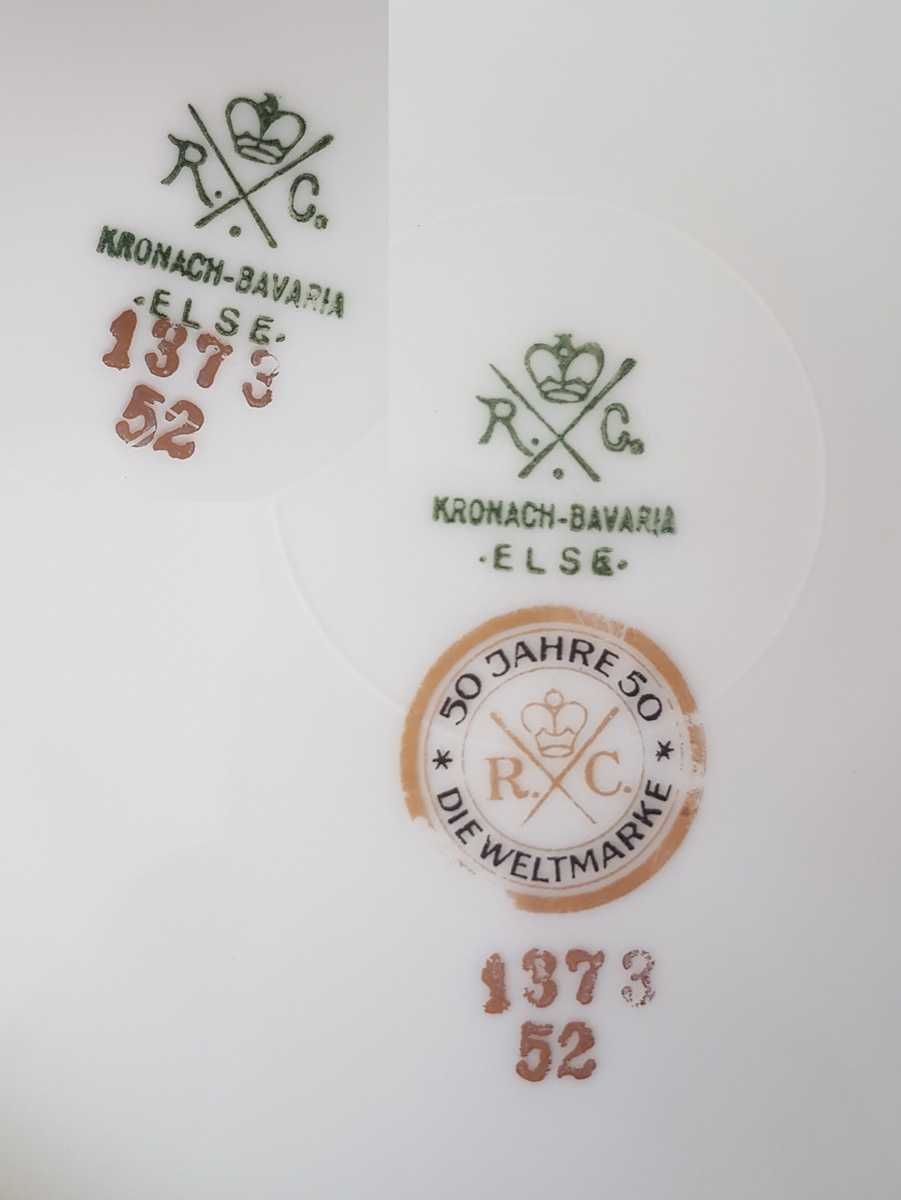 R. C.
KRONACH-BAVARIA
·ELSE·
1373
52
R. C.
KRONACH-BAVARIA
·ELSE·
50 JAHRE 50
R. C.
* DIE WELTMARKE *
1373
52